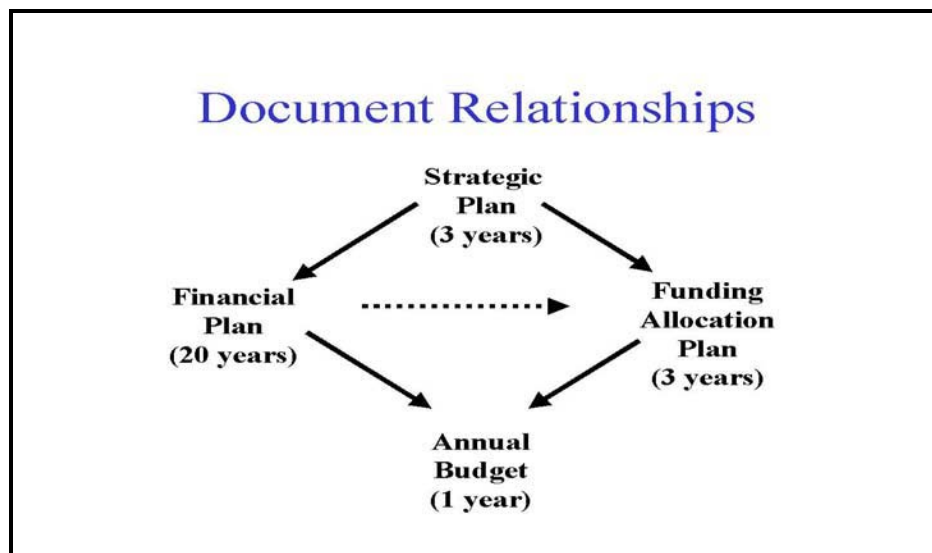 Document Relationships
Strategic
Plan
(3 years)
Financial
Plan
(20 years)
Funding
Allocation
Plan
(3 years)
Annual
Budget
(1 year)